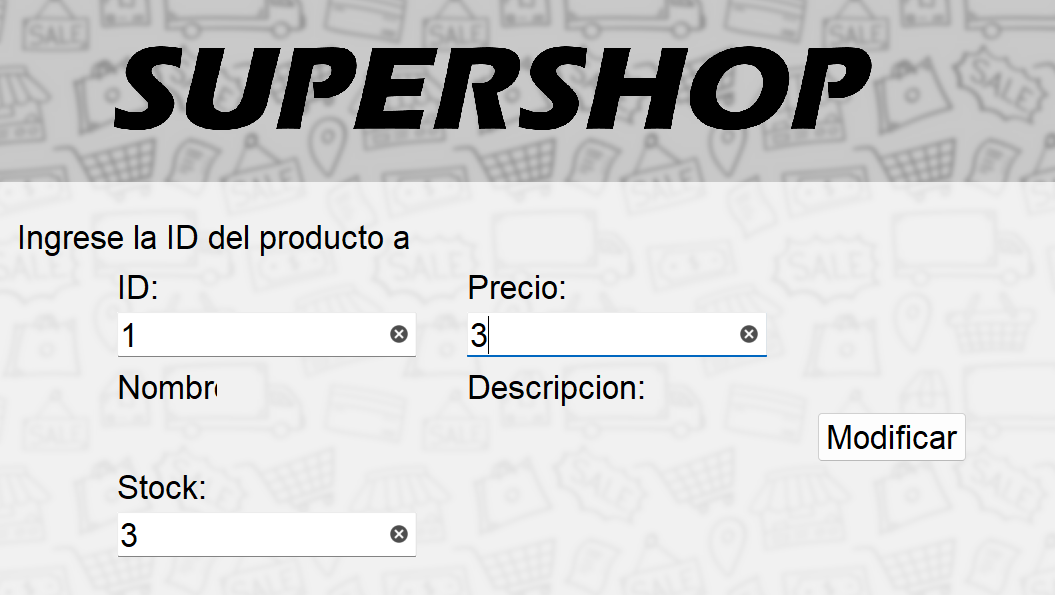 SUPERSHOP
Ingrese la ID del producto a
ID:
Precio:
1
3
Nombr
Descripcion:
Modificar
Stock:
3